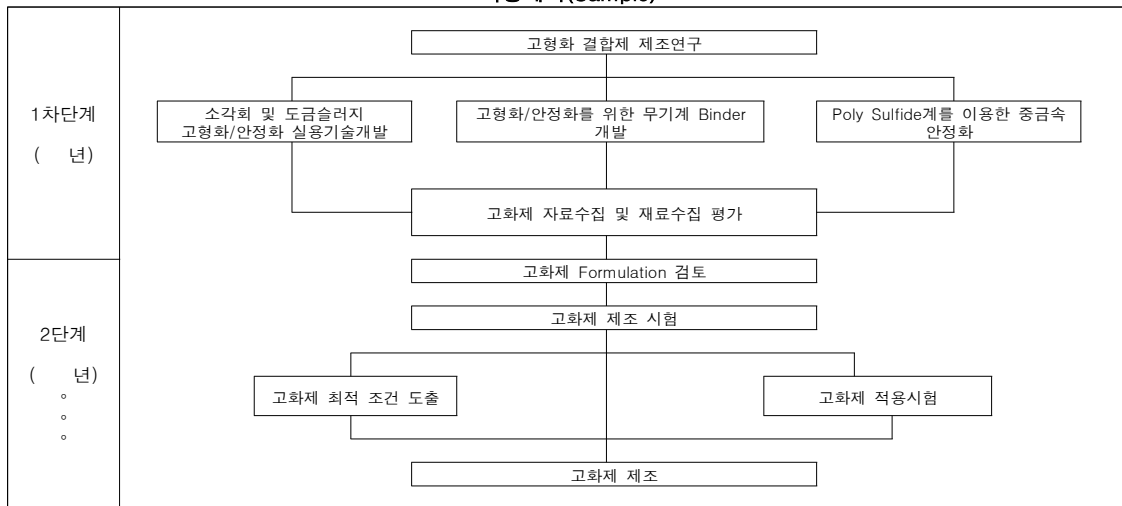 (Sample)
고형화 결합제 제조연구
1차단계
( 년)
소각회 및 도금슬러지
고형화/안정화 실용기술개발
고형화/안정화를 위한 무기계 Binder
개발
Poly Sulfide계를 이용한 중금속
안정화
고화제 자료수집 및 재료수집 평가
고화제 Formulation 검토
고화제 제조 시험
2단계
( 년)
고화제 최적 조건 도출
고화제 적용시험
고화제 제조